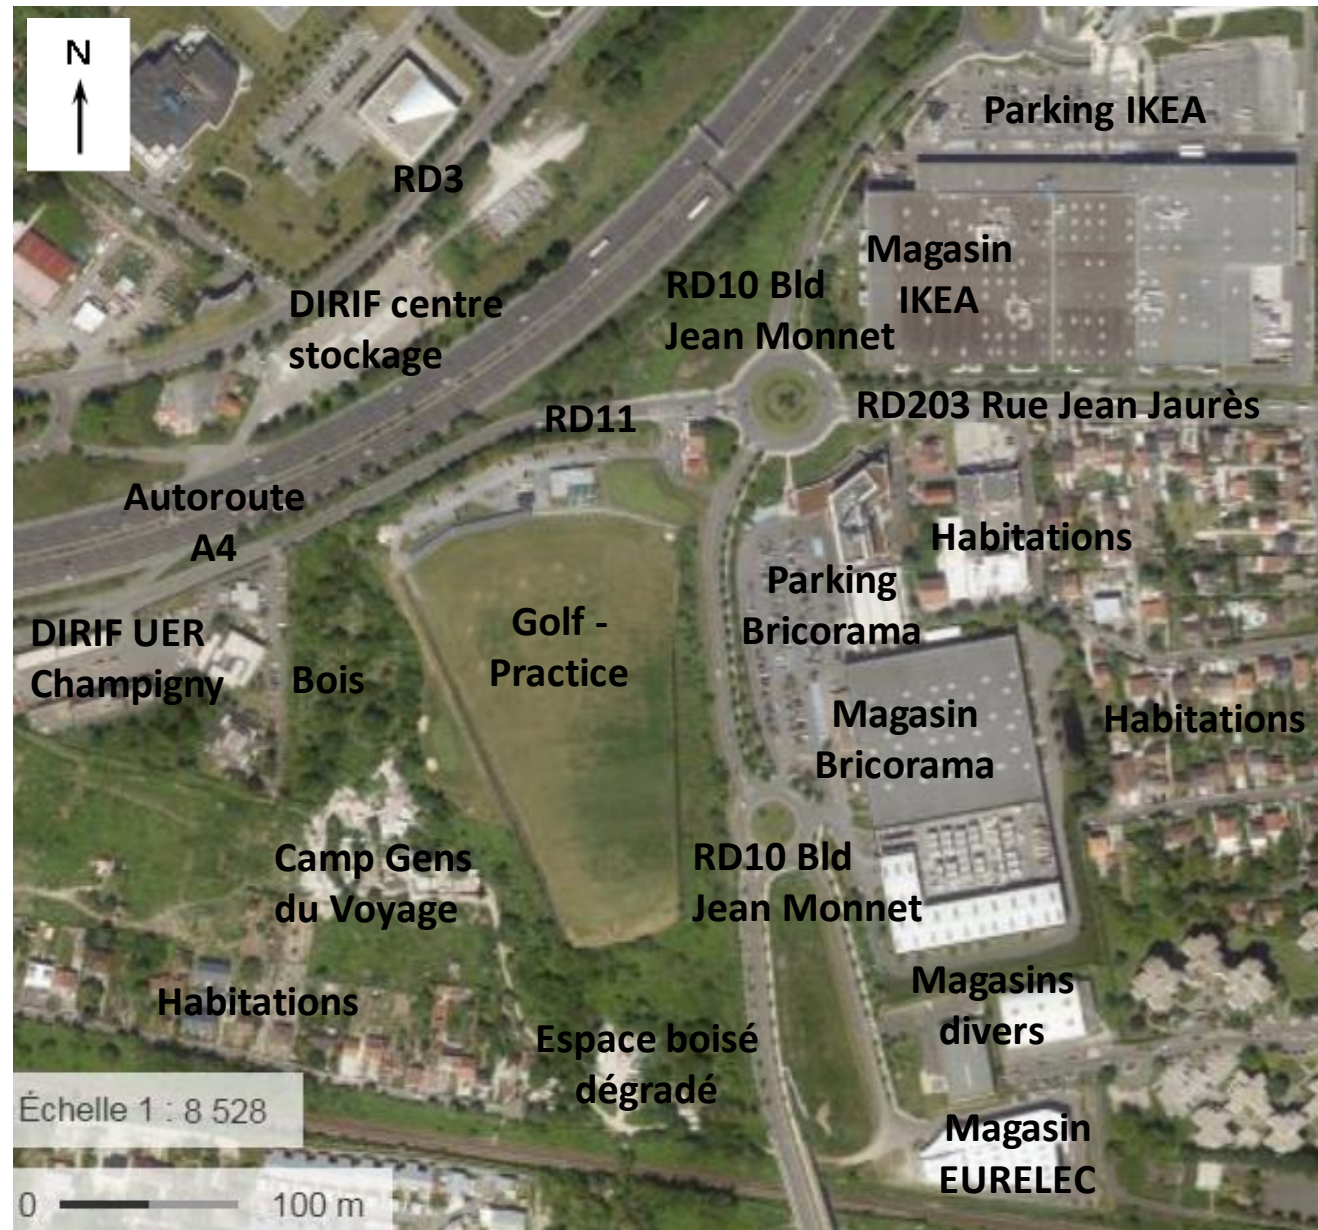 N
Parking IKEA
RD3
Magasin
IKEA
RD10 Bld
Jean Monnet
DIRIF centre
stockage
RD11
RD203 Rue Jean Jaurès
Autoroute
A4
Habitations
Parking
Bricorama
Golf -
Practice
DIRIF UER
Champigny
Bois
Magasin
Bricorama
Habitations
Camp Gens
du Voyage
RD10 Bld
Jean Monnet
Habitations
Magasins
divers
Espace boisé
dégradé
Échelle 1 : 8 528
Magasin
EURELEC
0 100 m